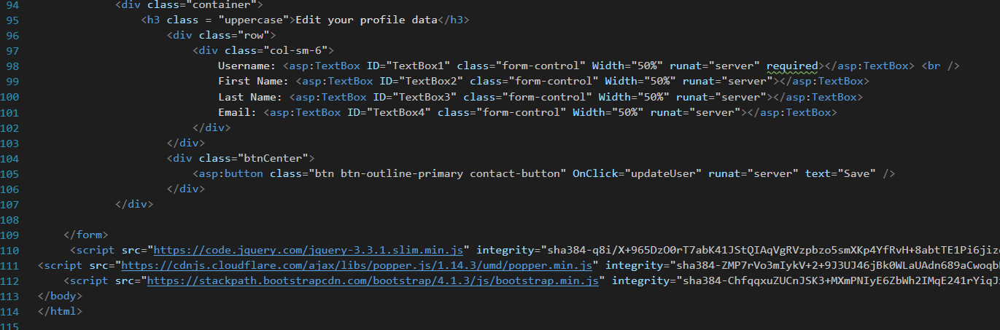 94 <div class="container">
95 <h3 class = "uppercase">Edit your profile data</h3>
96 <div class="row">
97 <div class="col-sm-6">
98 Username: <asp:TextBox ID="TextBox1" class="form-control" Width="50%" runat="server" required></asp:TextBox> <br />
99 First Name: <asp:TextBox ID="TextBox2" class="form-control" Width="50%" runat="server"></asp:TextBox>
100 Last Name: <asp:TextBox ID="TextBox3" class="form-control" Width="50%" runat="server"></asp:TextBox>
101 Email: <asp:TextBox ID="TextBox4" class="form-control" Width="50%" runat="server"></asp:TextBox>
102 </div>
103 </div>
104 <div class="btnCenter">
105 <asp:button class="btn btn-outline-primary contact-button" OnClick="updateUser" runat="server" text="Save" />
106 </div>
107 </div>
108
109 </form>
110 <script src="https://code.jquery.com/jquery-3.3.1.slim.min.js" integrity="sha384-q8i/X+965DzO0rT7abK41JStQIAqVgRVzpbzo5smXKp4YfRvH+8abtTE1Pi6jizo
111 <script src="https://cdnjs.cloudflare.com/ajax/libs/popper.js/1.14.3/umd/popper.min.js" integrity="sha384-ZMP7rVo3mIykV+2+9J3UJ46jBk0WLaUAdn689aCwoqbB
112 <script src="https://stackpath.bootstrapcdn.com/bootstrap/4.1.3/js/bootstrap.min.js" integrity="sha384-ChfqqxuZUCnJSK3+MXmPNIyE6ZbWh2IMqE241rYiqJ
113 </body>
114 </html>
115